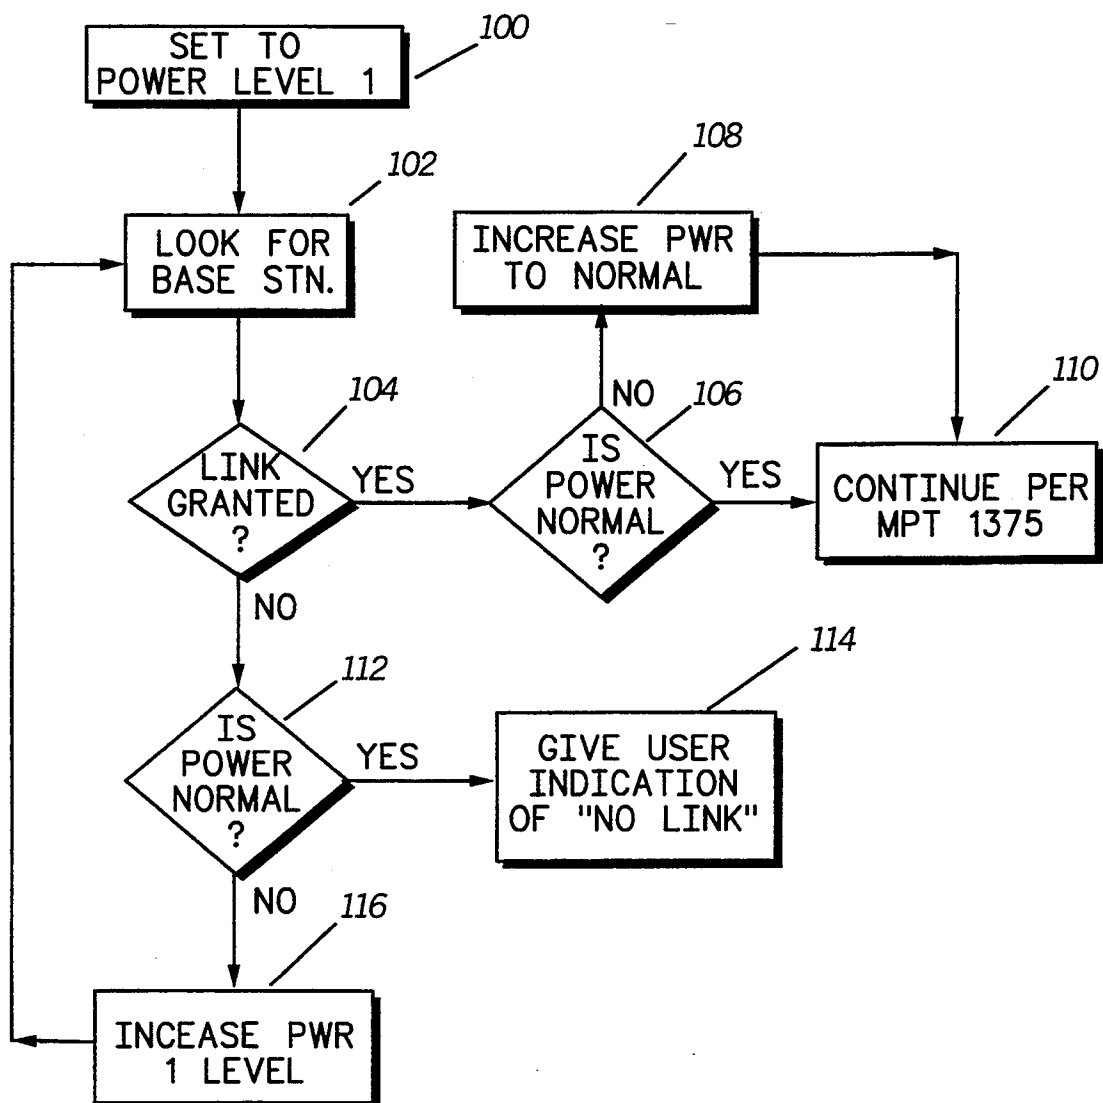 SET TO
POWER LEVEL 1
100
102
LOOK FOR
BASE STN.
108
INCREASE PWR
TO NORMAL
104
LINK
GRANTED
?
YES
NO
106
IS
POWER
NORMAL
?
NO
YES
110
CONTINUE PER
MPT 1375
112
IS
POWER
NORMAL
?
YES
NO
114
GIVE USER
INDICATION
OF "NO LINK"
116
INCEASE PWR
1 LEVEL